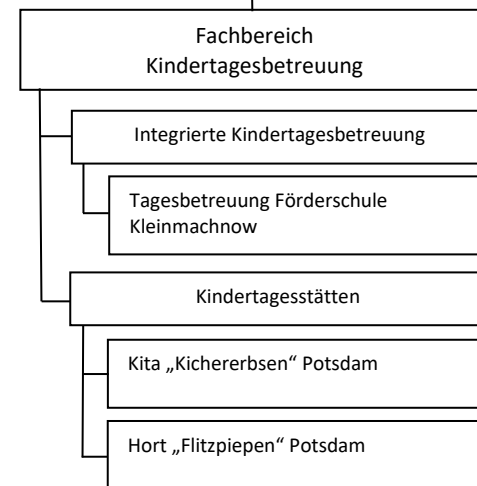 Fachbereich
Kindertagesbetreuung
Integrierte Kindertagesbetreuung
Tagesbetreuung Förderschule
Kleinmachnow
Kindertagesstätten
Kita „Kichererbsen“ Potsdam
Hort „Flitzpiepen“ Potsdam